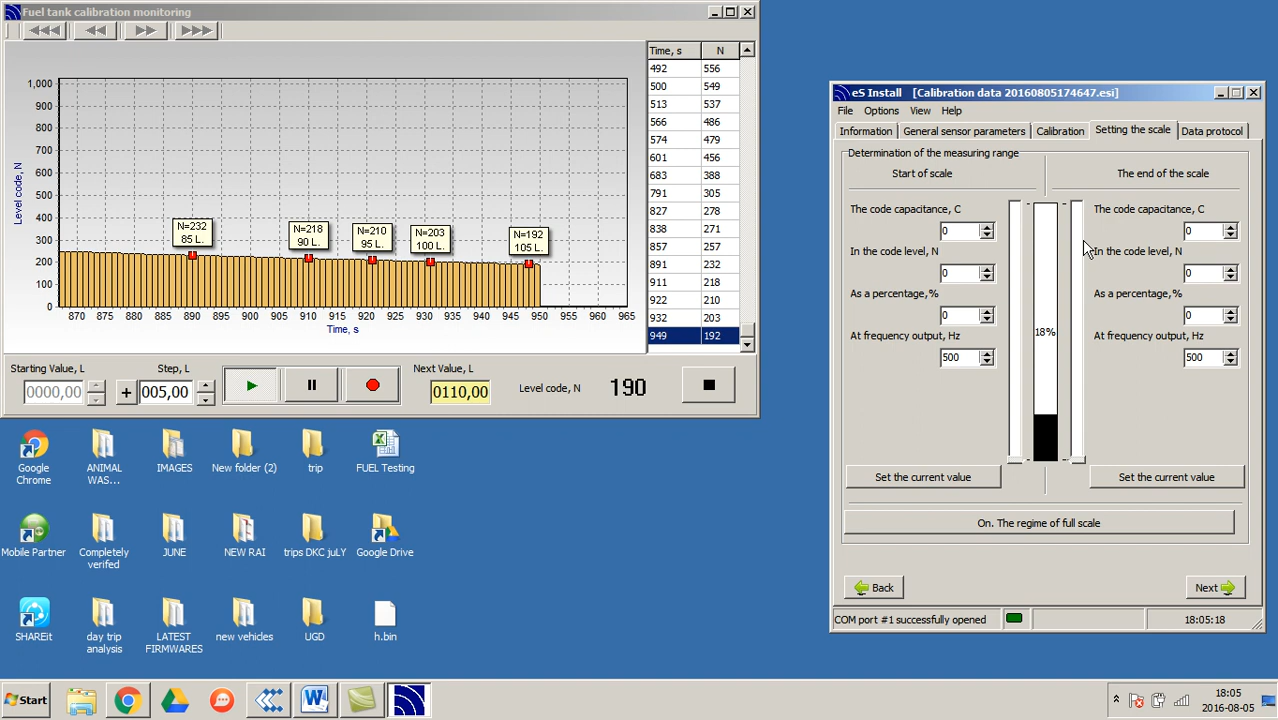 Fuel tank calibration monitoring
1,000
900
800
700
600
500
400
300
200
100
0
Level code, N
N=232
85 L.
N=218
90 L.
N=210
95 L.
N=203
100 L.
N=192
105 L.
870 875 880 885 890 895 900 905 910 915 920 925 930 935 940 945 950 955 960 965
Time, s
Time, s N
492 556
500 549
513 537
566 486
574 479
601 456
683 388
791 305
827 278
838 271
857 257
891 232
911 218
922 210
932 203
949 192
Starting Value, L Step, L Next Value, L
0000,00 + 005,00 0110,00 Level code, N 190
eS Install [Calibration data 20160805174647.esi]
File Options View Help
Information General sensor parameters Calibration Setting the scale Data protocol
Determination of the measuring range
Start of scale The end of the scale
The code capacitance, C The code capacitance, C
0 0
In the code level, N In the code level, N
0 0
As a percentage,% As a percentage,%
0 0
18%
At frequency output, Hz At frequency output, Hz
500 500
Set the current value Set the current value
On. The regime of full scale
Back Next
COM port #1 successfully opened 18:05:18
Google
Chrome
ANIMAL
WAS...
IMAGES
New folder (2)
trip
FUEL Testing
Mobile Partner
Completely
verifed
JUNE
NEW RAI
trips DKC juLY
Google Drive
SHAREit
day trip
analysis
LATEST
FIRMWARES
new vehicles
UGD
h.bin
Start
18:05
2016-08-05